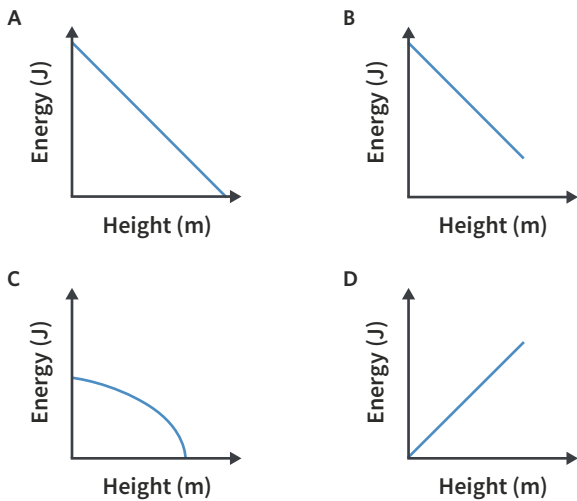 A
Energy (J)
Height (m)
B
Energy (J)
Height (m)
C
Energy (J)
Height (m)
D
Energy (J)
Height (m)